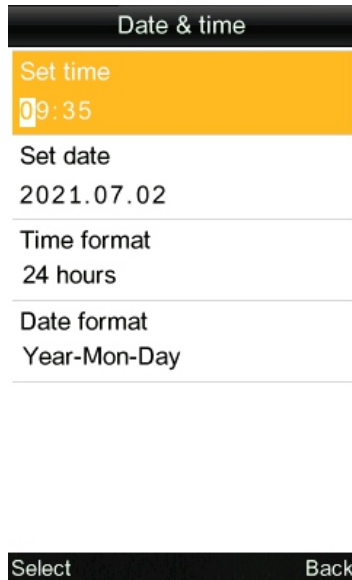 Date & time
Set time
09:35
Set date
2021.07.02
Time format
24 hours
Date format
Year-Mon-Day
Select Back